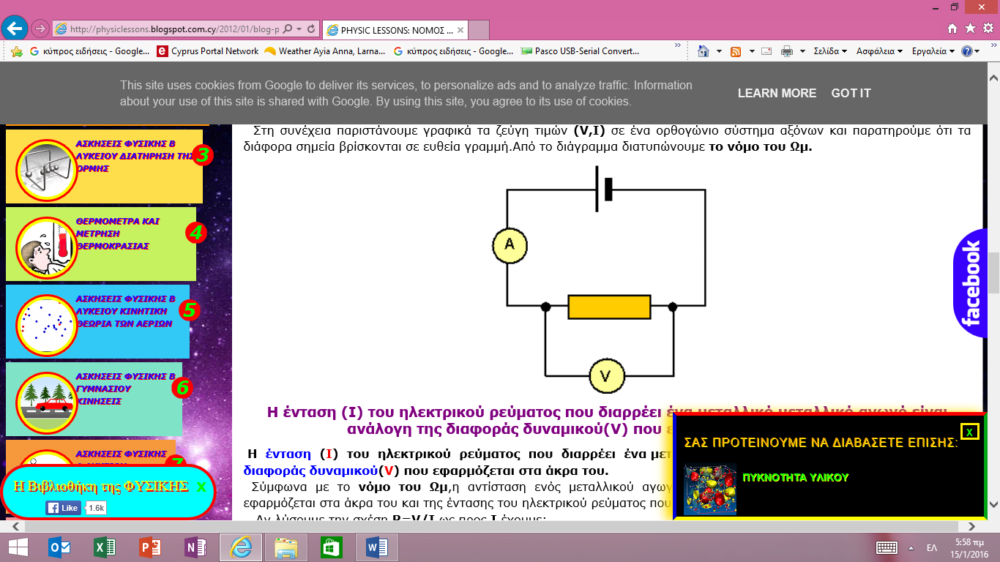 http://physiclessons.blogspot.com.cy/2012/01/blog-p
PHYSIC LESSONS: ΝΟΜΟΣ ...
κύπρος ειδήσεις - Google...
Cyprus Portal Network
Weather Ayia Anna, Larna...
κύπρος ειδήσεις - Google...
Pasco USB-Serial Convert...
Σελίδα
Ασφάλεια
Εργαλεία
This site uses cookies from Google to deliver its services, to personalize ads and to analyze traffic. Information
about your use of this site is shared with Google. By using this site, you agree to its use of cookies.
LEARN MORE
GOT IT
ΑΣΚΗΣΕΙΣ ΦΥΣΙΚΗΣ Β
ΛΥΚΕΙΟΥ ΔΙΑΤΗΡΗΣΗ ΤΗΣ
ΟΡΜΗΣ
3
ΘΕΡΜΟΜΕΤΡΑ ΚΑΙ
ΜΕΤΡΗΣΗ
ΘΕΡΜΟΚΡΑΣΙΑΣ
4
ΑΣΚΗΣΕΙΣ ΦΥΣΙΚΗΣ Β
ΛΥΚΕΙΟΥ ΚΙΝΗΤΙΚΗ
ΘΕΩΡΙΑ ΤΩΝ ΑΕΡΙΩΝ
5
ΑΣΚΗΣΕΙΣ ΦΥΣΙΚΗΣ Β
ΓΥΜΝΑΣΙΟΥ
ΚΙΝΗΣΕΙΣ
6
ΑΣΚΗΣΕΙΣ ΦΥΣΙΚΗΣ
7
Η Βιβλιοθήκη της ΦΥΣΙΚΗΣ x
Like 1.6k
Στη συνέχεια παριστάνουμε γραφικά τα ζεύγη τιμών (V,I) σε ένα ορθογώνιο σύστημα αξόνων και παρατηρούμε ότι τα
διάφορα σημεία βρίσκονται σε ευθεία γραμμή.Από το διάγραμμα διατυπώνουμε το νόμο του Ωμ.
A
V
Η ένταση (Ι) του ηλεκτρικού ρεύματος που διαρρέει ένα μεταλλικό μεταλλικό αγωγό είναι
ανάλογη της διαφοράς δυναμικού(V) που
Η ένταση (I) του ηλεκτρικού ρεύματος που διαρρέει ένα
διαφοράς δυναμικού(V) που εφαρμόζεται στα άκρα του.
Σύμφωνα με το νόμο του Ωμ,η αντίσταση ενός μεταλλικού
εφαρμόζεται στα άκρα του και της έντασης του ηλεκτρικού ρεύματος που
Αν λύσουμε την σχέση R=V/I ως προς I έχουμε:
facebook
ΣΑΣ ΠΡΟΤΕΙΝΟΥΜΕ ΝΑ ΔΙΑΒΑΣΕΤΕ ΕΠΙΣΗΣ:
x
ΠΥΚΝΟΤΗΤΑ ΥΛΙΚΟΥ
ΕΛ
5:58 πμ
15/1/2016